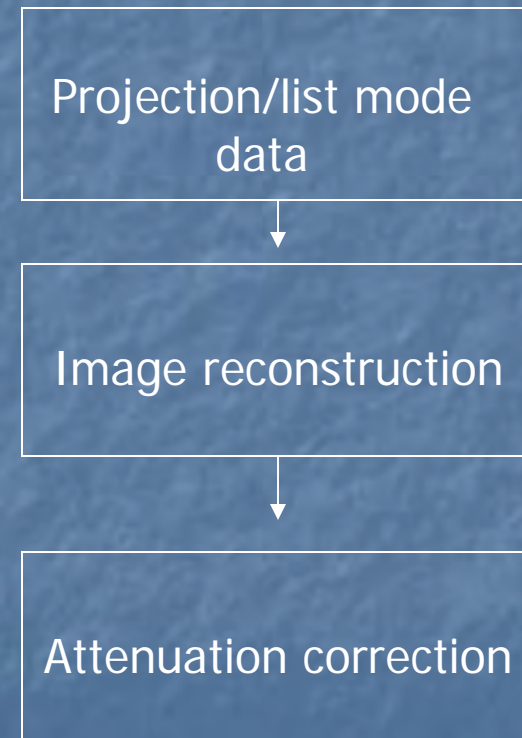 Projection/list mode
data
Image reconstruction
Attenuation correction